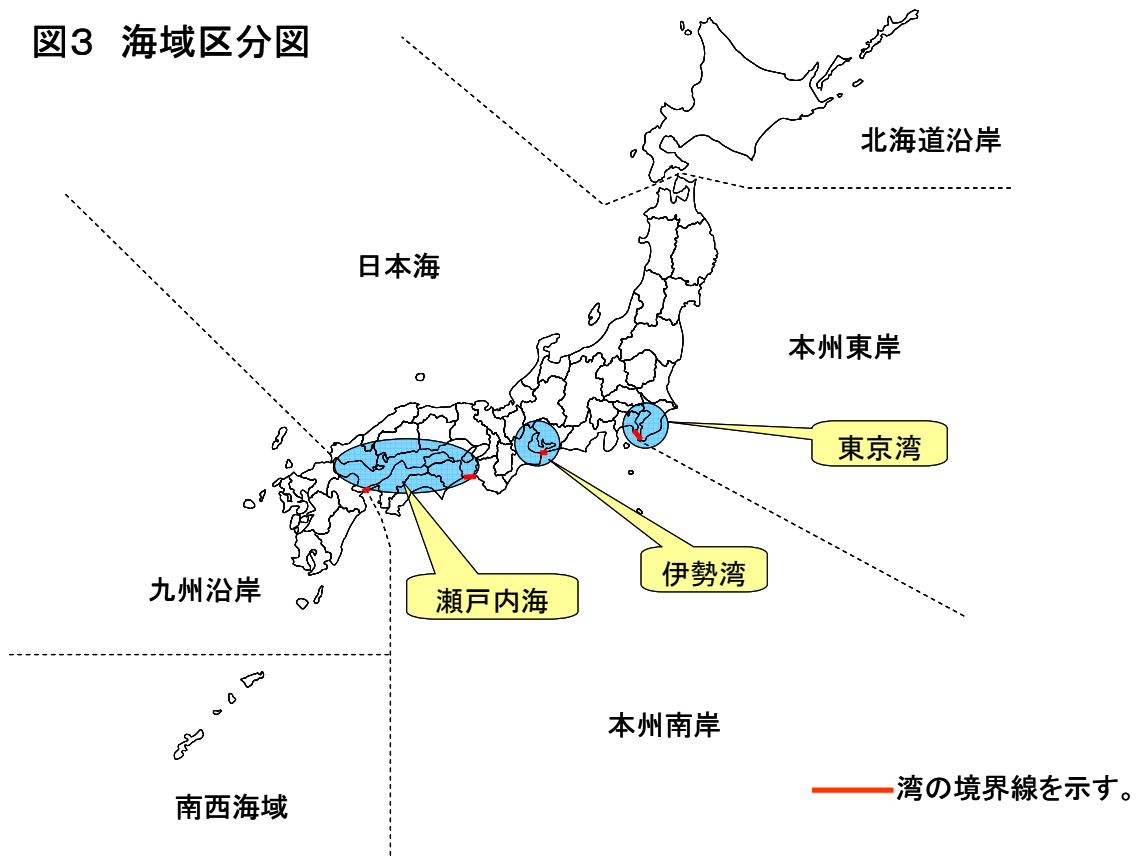 図3 海域区分図
北海道沿岸
日本海
本州東岸
東京湾
伊勢湾
九州沿岸
瀬戸内海
本州南岸
湾の境界線を示す。
南西海域